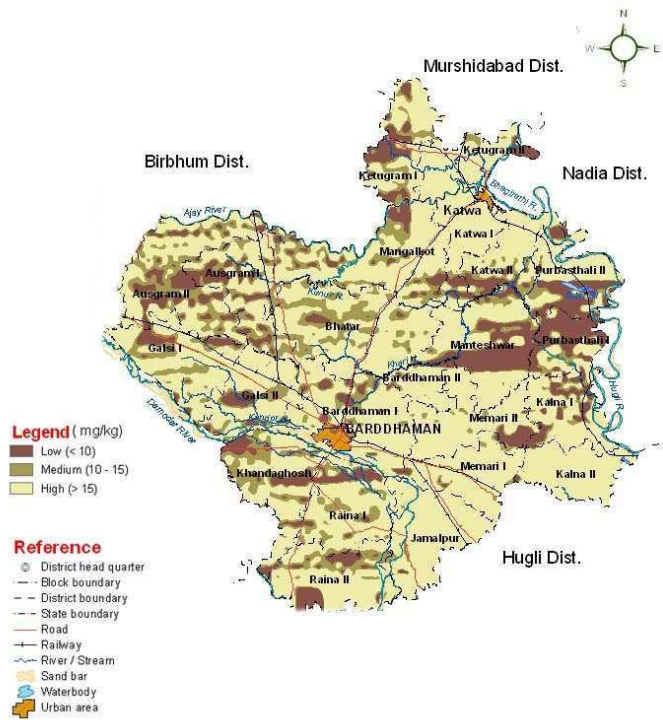 N
W E
S
Murshidabad Dist.
Birbhum Dist.
Nadia Dist.
Ketugram II
Ketugram I
Bhagirathi R.
Ajay River
Katwa
Katwa I
Mangalkot
Katwa II
Purbasthali II
Ausgram I
Ausgram II
Kunur R.
Bhatar
Purbasthali I
Manteshwar
Galsi I
Khari
Barddhaman II
Hugli R.
Galsi II
Kalna I
Damodar River
Barddhaman I
Memari II
BARDDHAMAN
Memari I
Kalna II
Khandaghosh
Raina I
Jamalpur
Hugli Dist.
Raina II
Legend ( mg/kg)
Low (< 10)
Medium (10 - 15)
High (> 15)
Reference
District head quarter
Block boundary
District boundary
State boundary
Road
Railway
River / Stream
Sand bar
Waterbody
Urban area